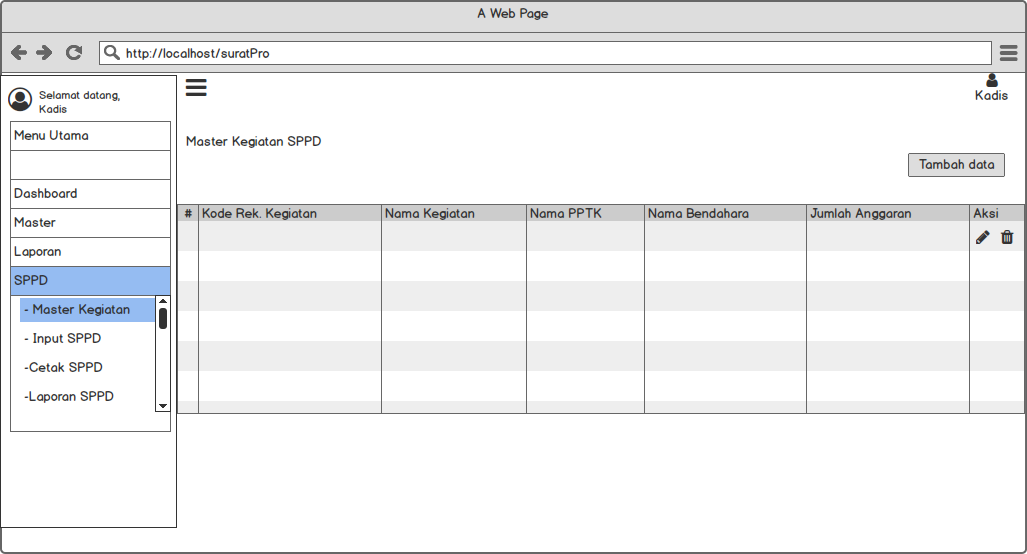 A Web Page
http://localhost/suratPro
Selamat datang,
Kadis
Kadis
Menu Utama
Dashboard
Master
Laporan
SPPD
- Master Kegiatan
- Input SPPD
-Cetak SPPD
-Laporan SPPD
Master Kegiatan SPPD
Tambah data
# Kode Rek. Kegiatan Nama Kegiatan Nama PPTK Nama Bendahara Jumlah Anggaran Aksi